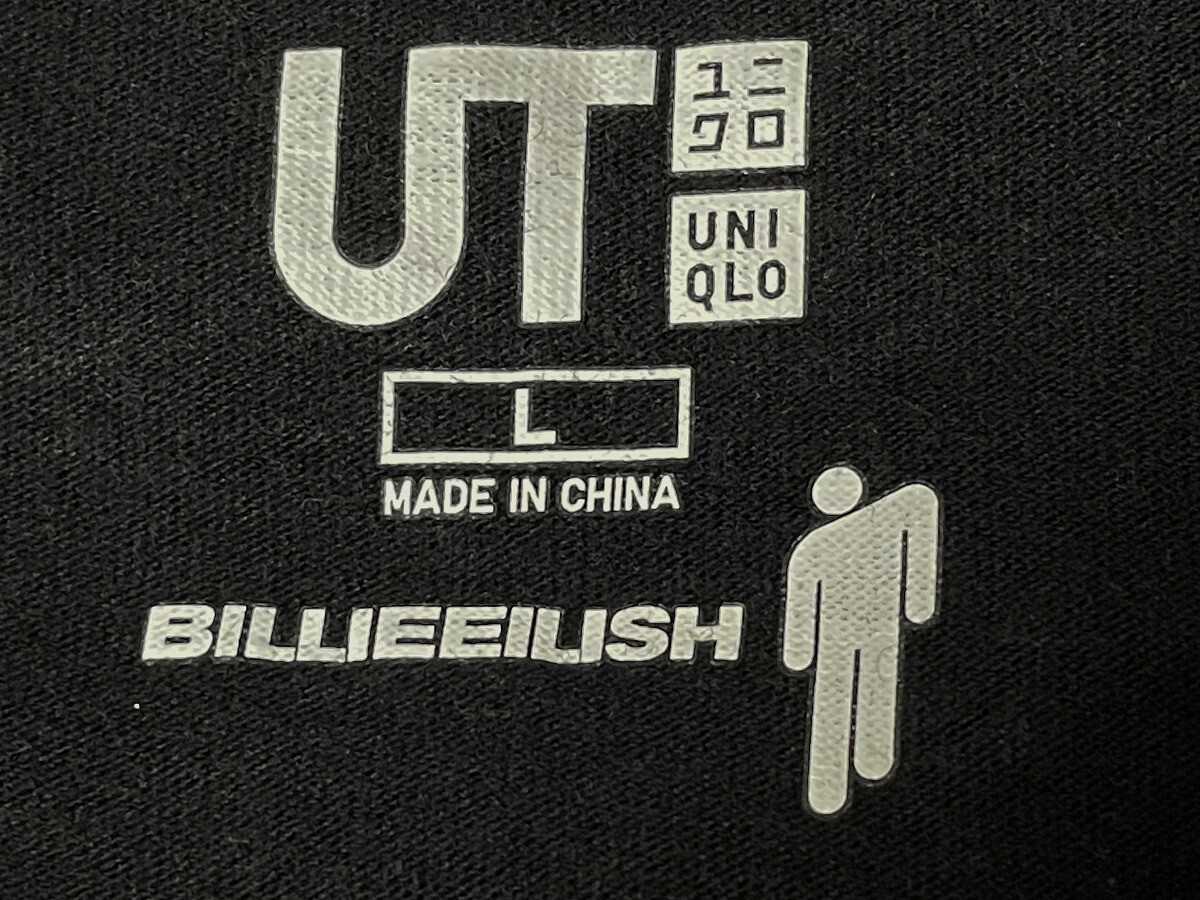 UT
ユニ
クロ
UNI
QLO
L
MADE IN CHINA
BILLIEEILISH